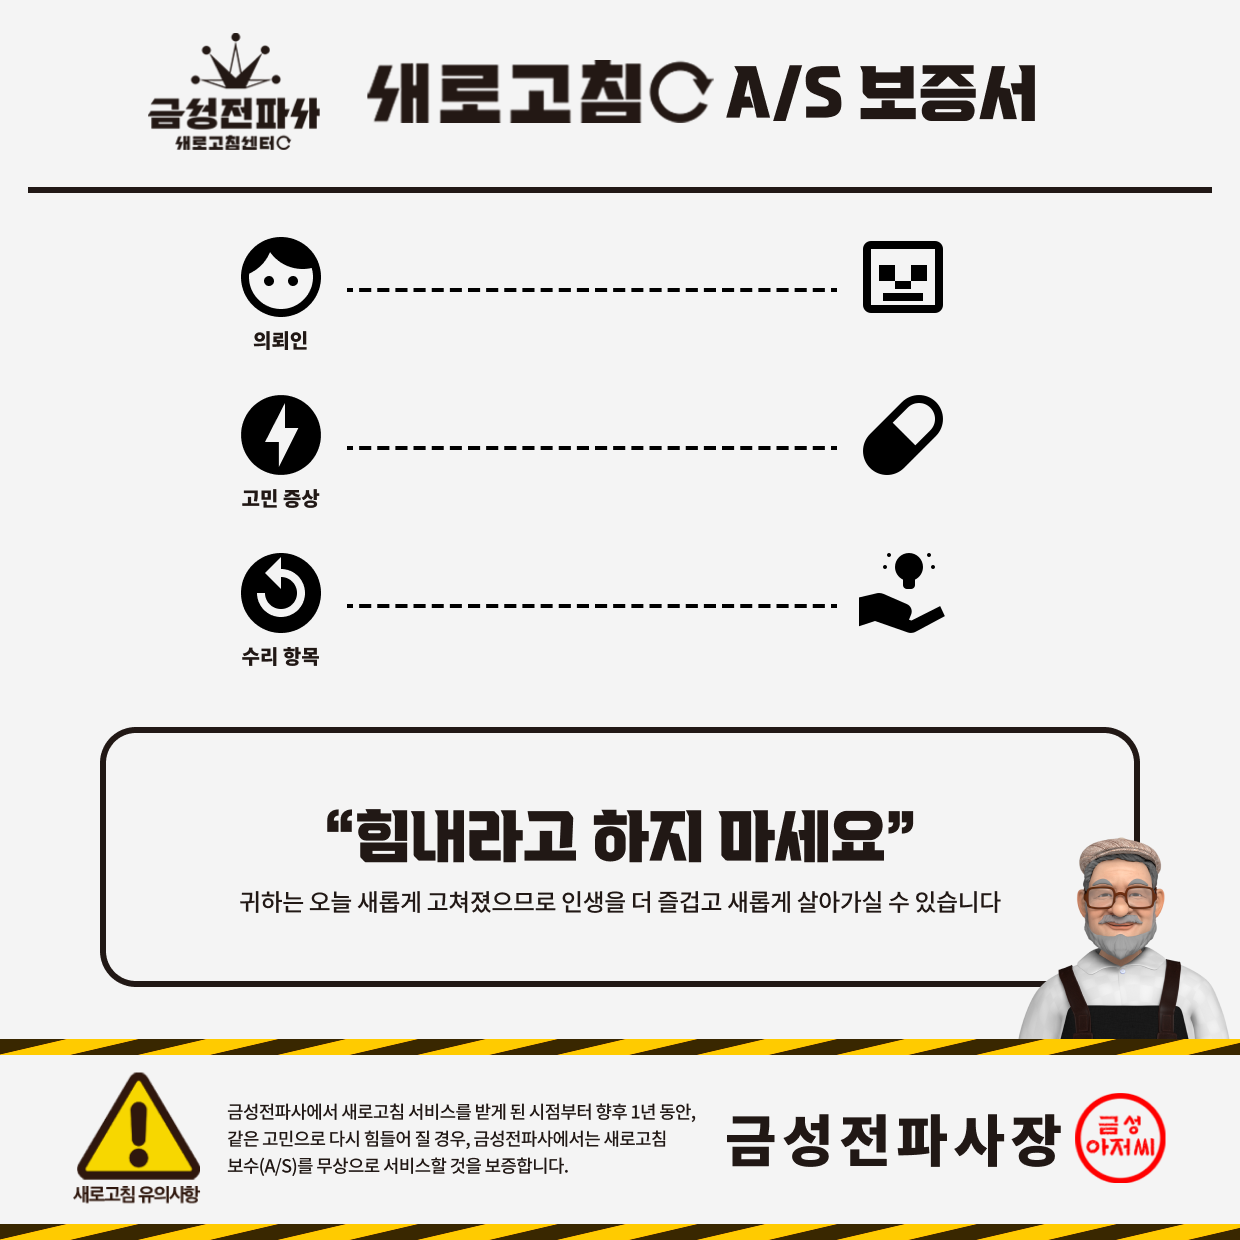 금성전파사
새로고침센터
새로고침 A/S 보증서
의뢰인
고민 증상
수리 항목
“힘내라고 하지 마세요”
귀하는 오늘 새롭게 고쳐졌으므로 인생을 더 즐겁고 새롭게 살아가실 수 있습니다
새로고침 유의사항
금성전파사에서 새로고침 서비스를 받게 된 시점부터 향후 1년 동안,
같은 고민으로 다시 힘들어 질 경우, 금성전파사에서는 새로고침
보수(A/S)를 무상으로 서비스할 것을 보증합니다.
금성전파사장
금성
아저씨